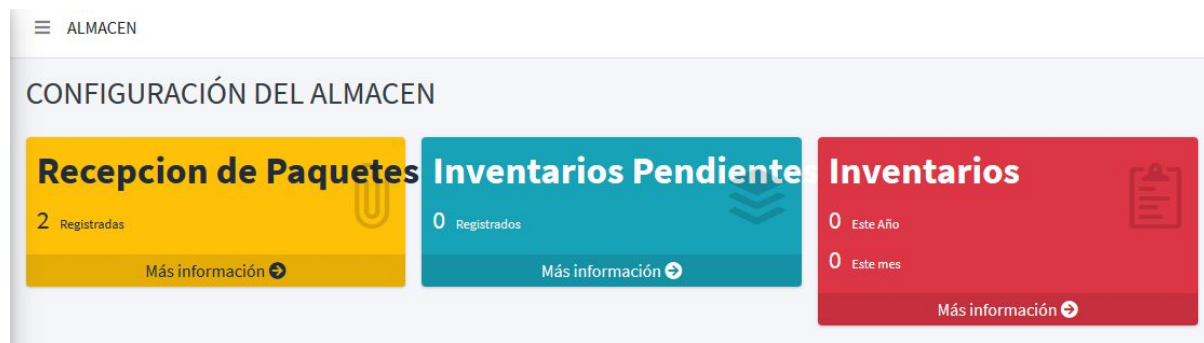 ALMACEN
CONFIGURACIÓN DEL ALMACEN
Recepcion de Paquetes
2 Registradas
Más información
Inventarios Pendientes
0 Registrados
Más información
Inventarios
0 Este Año
0 Este mes
Más información